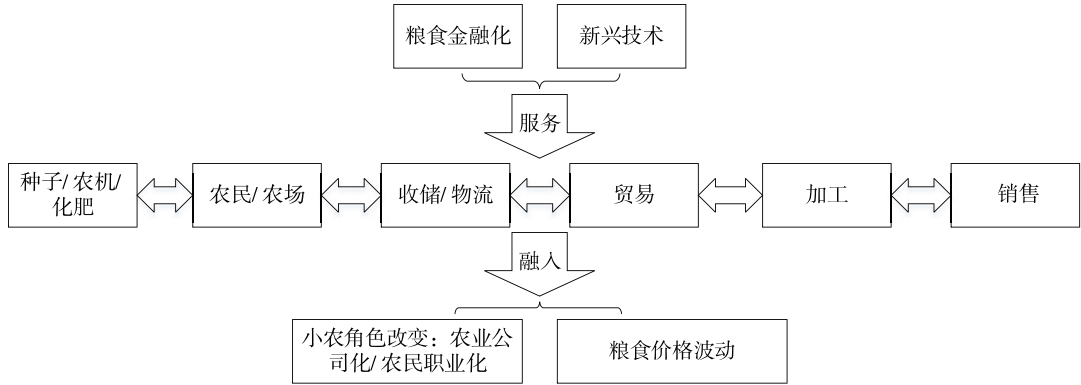 粮食金融化
新兴技术
服务
种子/农机/
化肥
农民/农场
收储/物流
贸易
加工
销售
融入
小农角色改变：农业公
司化/农民职业化
粮食价格波动